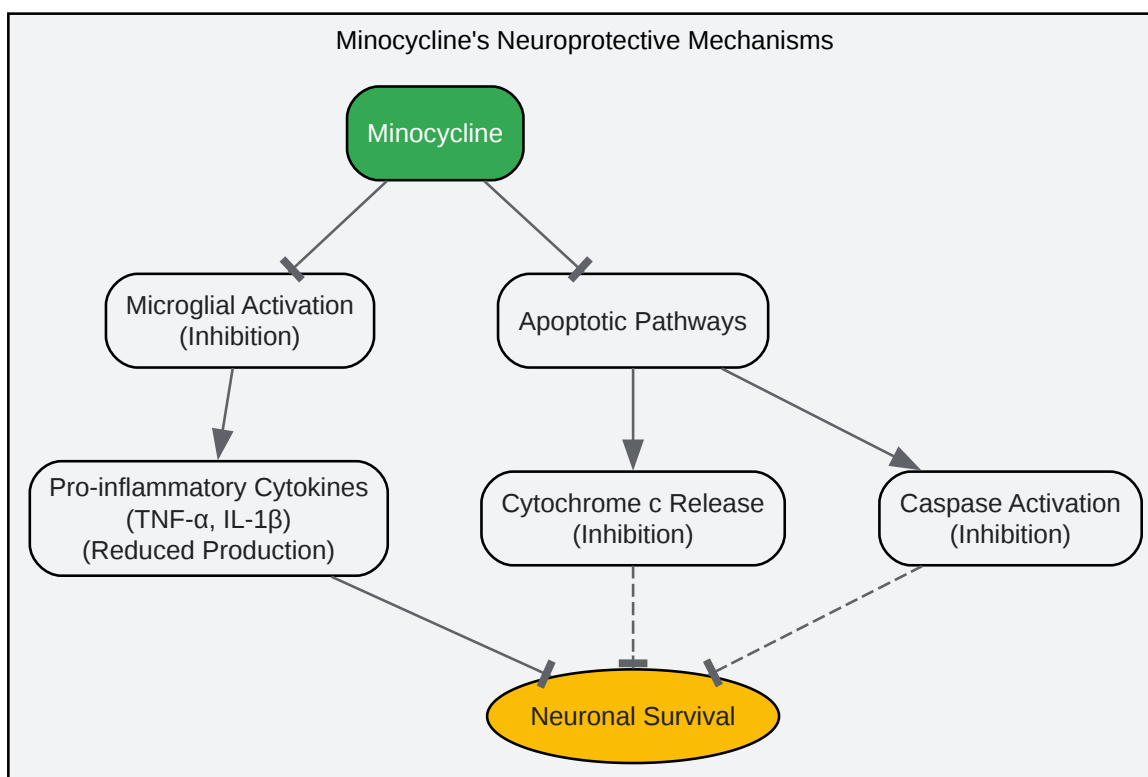 Minocycline's Neuroprotective Mechanisms
Minocycline
Microglial Activation
(Inhibition)
Apoptotic Pathways
Pro-inflammatory Cytokines
(TNF-α, IL-1β)
(Reduced Production)
Cytochrome c Release
(Inhibition)
Caspase Activation
(Inhibition)
Neuronal Survival